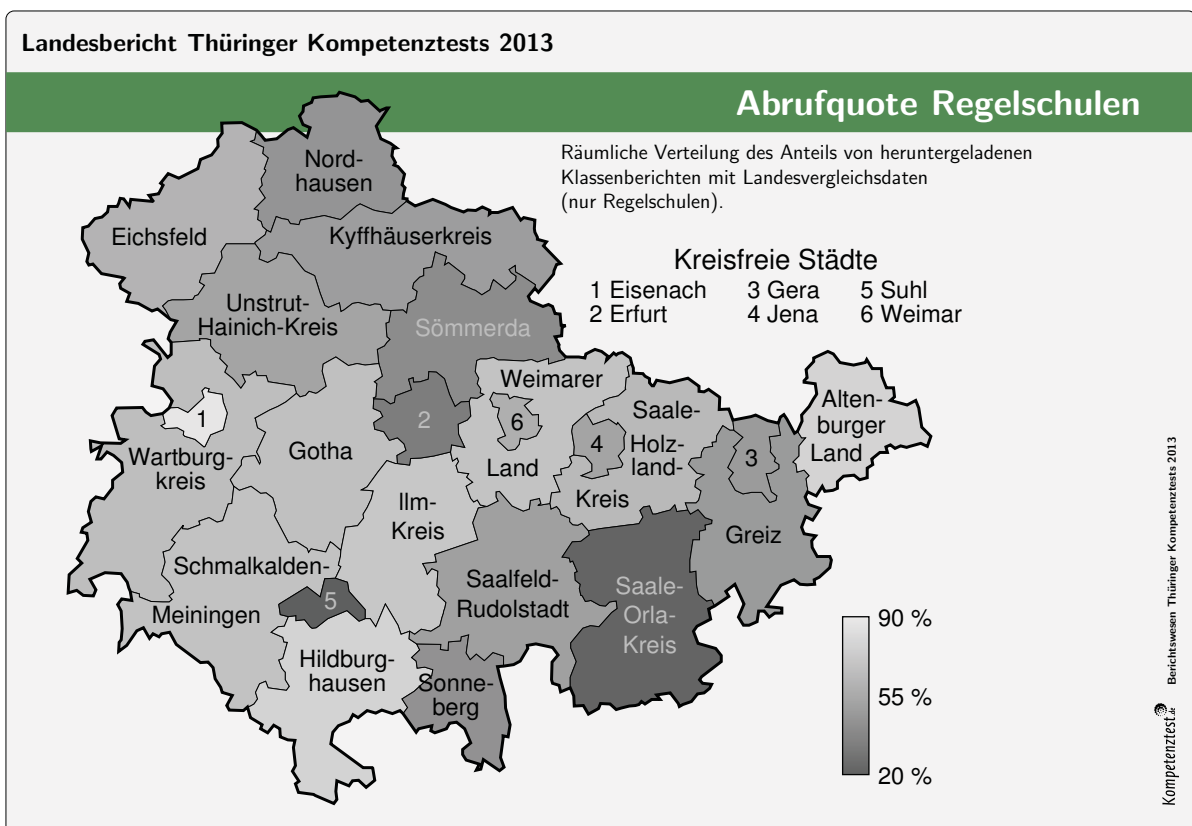 Landesbericht Thüringer Kompetenztests 2013
Abrufquote Regelschulen
Räumliche Verteilung des Anteils von heruntergeladenen
Klassenberichten mit Landesvergleichsdaten
(nur Regelschulen).
Kreisfreie Städte
1 Eisenach 3 Gera 5 Suhl
2 Erfurt 4 Jena 6 Weimar
Nord-
hausen
Eichsfeld
Kyffhäuserkreis
Unstrut-
Hainich-Kreis
Sömmerda
Weimarer
Land
Saale-
Holzland-
Kreis
Alten-
burger
Land
1
2
6
4
3
Wartburg-
kreis
Gotha
Ilm-
Kreis
Greiz
Schmalkalden-
Meiningen
5
Saalfeld-
Rudolstadt
Saale-
Orla-
Kreis
Hildburg-
hausen
Sonne-
berg
90 %
55 %
20 %
Kompetenztest.de Berichtswesen Thüringer Kompetenztests 2013